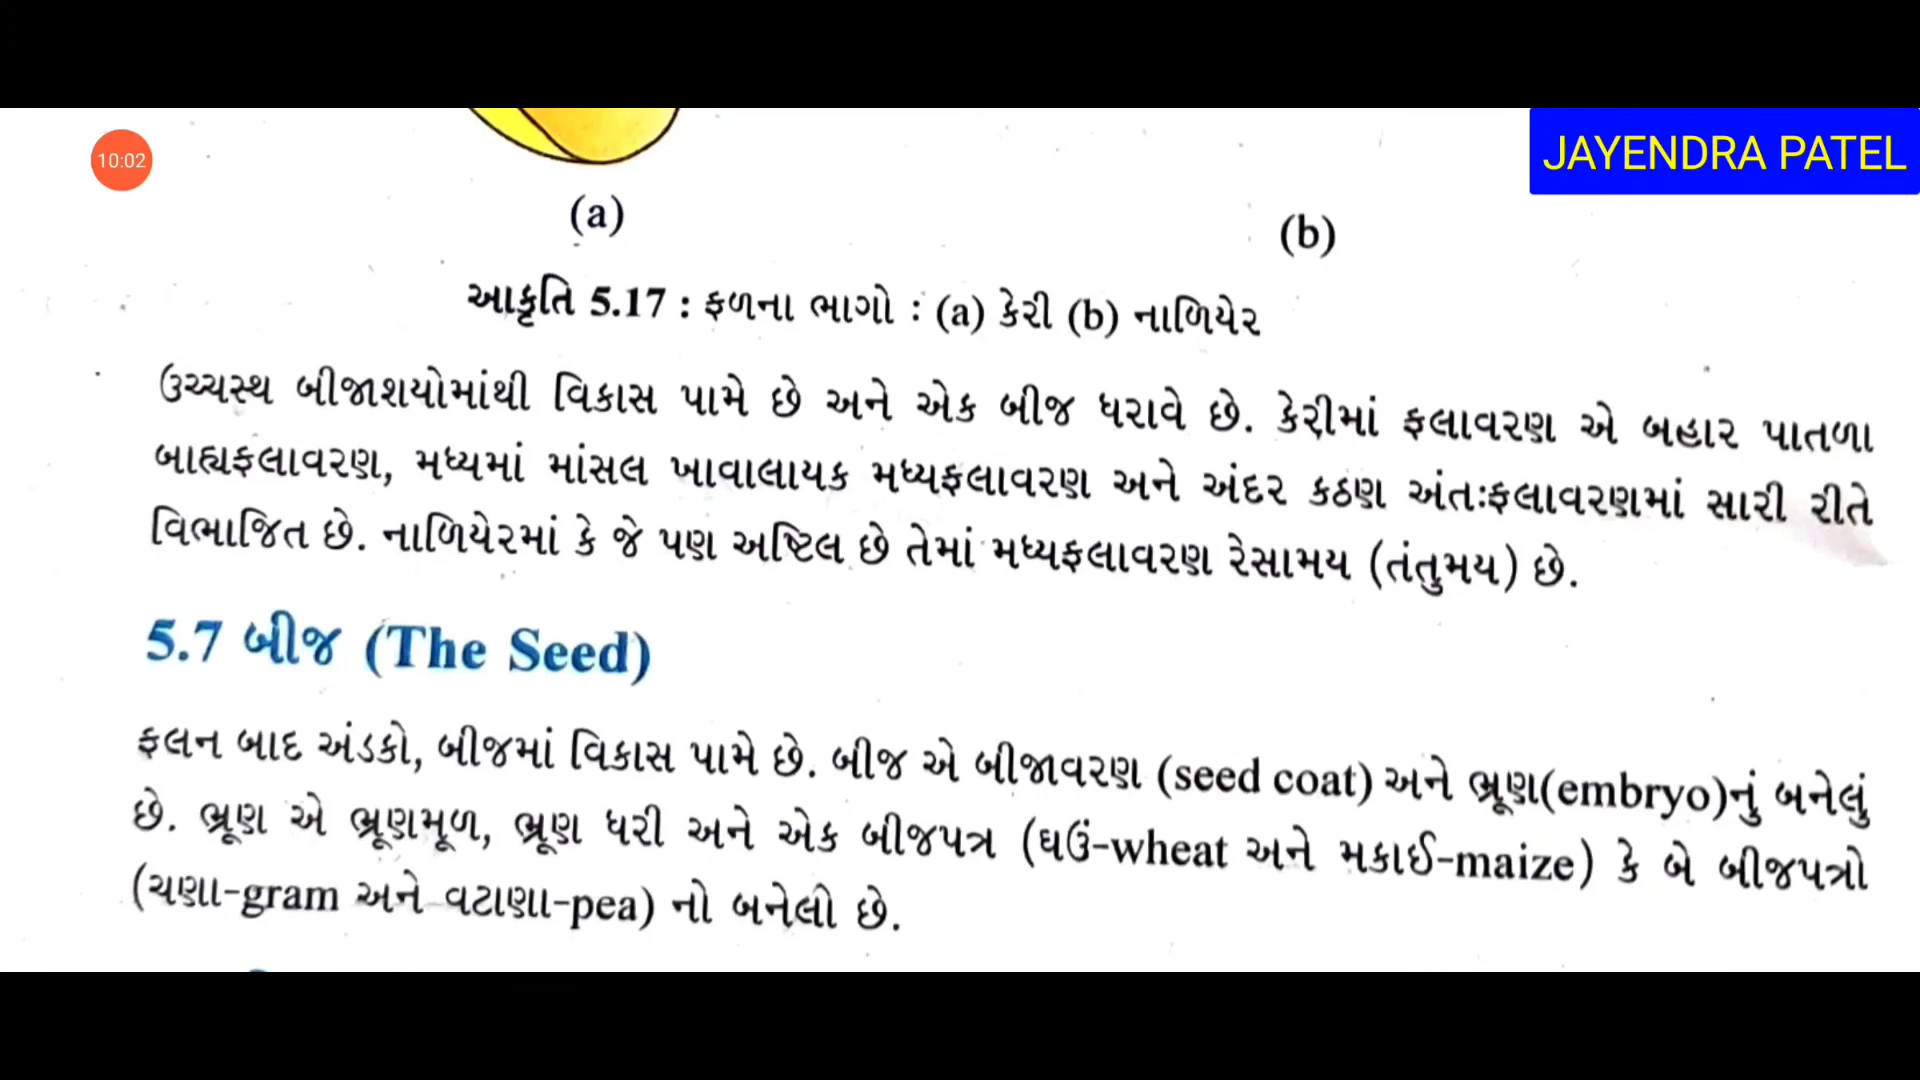 10:02
JAYENDRA PATEL
(a)
(b)
આકૃતિ 5.17 : ફળના ભાગો : (a) કેરી (b) નાળિયેર
ઉચ્ચસ્થ બીજાશયોમાંથી વિકાસ પામે છે અને એક બીજ ધરાવે છે. કેરીમાં ફલાવરણ એ બહાર પાતળા
બાહ્યફલાવરણ, મધ્યમાં માંસલ ખાવાલાયક મધ્યફલાવરણ અને અંદર કઠણ અંતઃફલાવરણમાં સારી રીતે
વિભાજિત છે. નાળિયેરમાં કે જે પણ અષ્ટિલ છે તેમાં મધ્યફલાવરણ રેસામય (તંતુમય) છે.
5.7 બીજ (The Seed)
ફલન બાદ અંડકો, બીજમાં વિકાસ પામે છે. બીજ એ બીજાવરણ (seed coat) અને ભ્રૂણ(embryo)નું બનેલું
છે. ભ્રૂણ એ ભ્રૂણમૂળ, ભ્રૂણ ધરી અને એક બીજપત્ર (ઘઉં-wheat અને મકાઈ-maize) કે બે બીજપત્રો
(ચણા-gram અને વટાણા-pea) નો બનેલો છે.